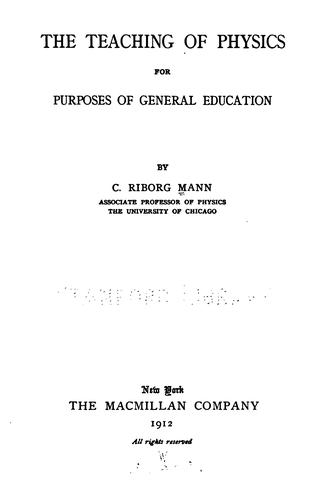 THE TEACHING OF PHYSICS
FOR
PURPOSES OF GENERAL EDUCATION
BY
C. RIBORG MANN
ASSOCIATE PROFESSOR OF PHYSICS
THE UNIVERSITY OF CHICAGO
New York
THE MACMILLAN COMPANY
1912
All rights reserved